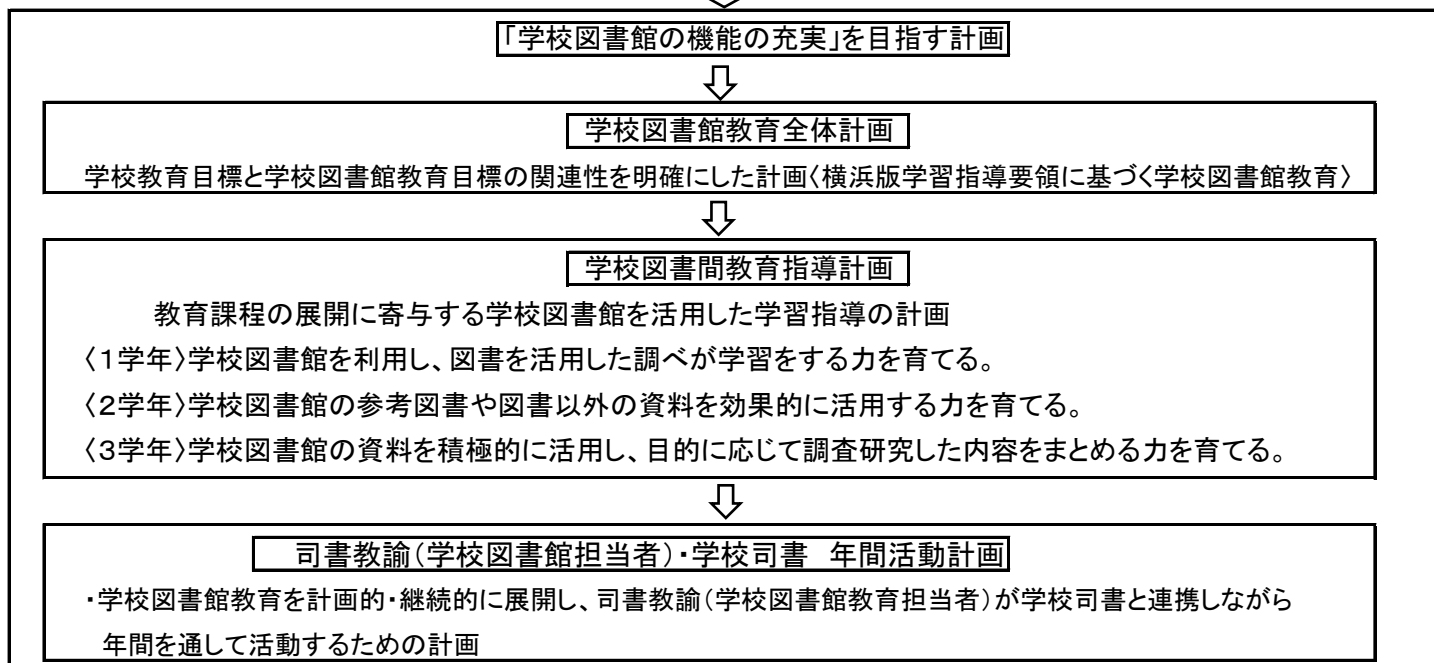 「学校図書館の機能の充実」を目指す計画
学校図書館教育全体計画
学校教育目標と学校図書館教育目標の関連性を明確にした計画〈横浜版学習指導要領に基づく学校図書館教育〉
学校図書間教育指導計画
教育課程の展開に寄与する学校図書館を活用した学習指導の計画
〈1学年〉学校図書館を利用し、図書を活用した調べが学習をする力を育てる。
〈2学年〉学校図書館の参考図書や図書以外の資料を効果的に活用する力を育てる。
〈3学年〉学校図書館の資料を積極的に活用し、目的に応じて調査研究した内容をまとめる力を育てる。
司書教諭(学校図書館担当者)・学校司書　年間活動計画
・学校図書館教育を計画的・継続的に展開し、司書教諭(学校図書館教育担当者)が学校司書と連携しながら
年間を通して活動するための計画